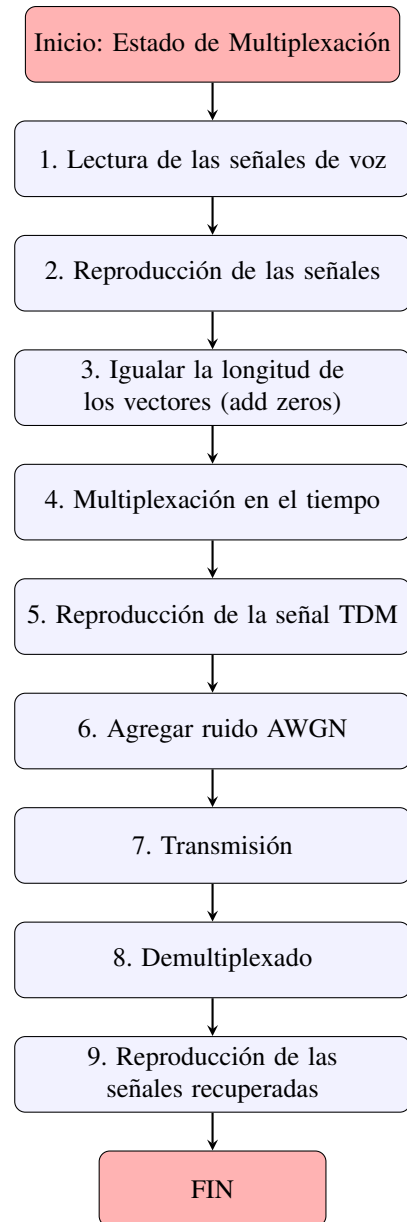 Inicio: Estado de Multiplexación
1. Lectura de las señales de voz
2. Reproducción de las señales
3. Igualar la longitud de
los vectores (add zeros)
4. Multiplexación en el tiempo
5. Reproducción de la señal TDM
6. Agregar ruido AWGN
7. Transmisión
8. Demultiplexado
9. Reproducción de las
señales recuperadas
FIN